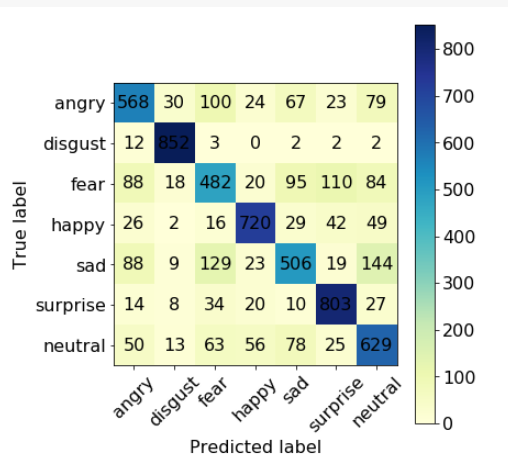 angry 568 30 100 24 67 23 79
disgust 12 852 3 0 2 2 2
fear 88 18 482 20 95 110 84
happy 26 2 16 720 29 42 49
sad 88 9 129 23 506 19 144
surprise 14 8 34 20 10 803 27
neutral 50 13 63 56 78 25 629
angry disgust fear happy sad surprise neutral
Predicted label
True label
800
700
600
500
400
300
200
100
0